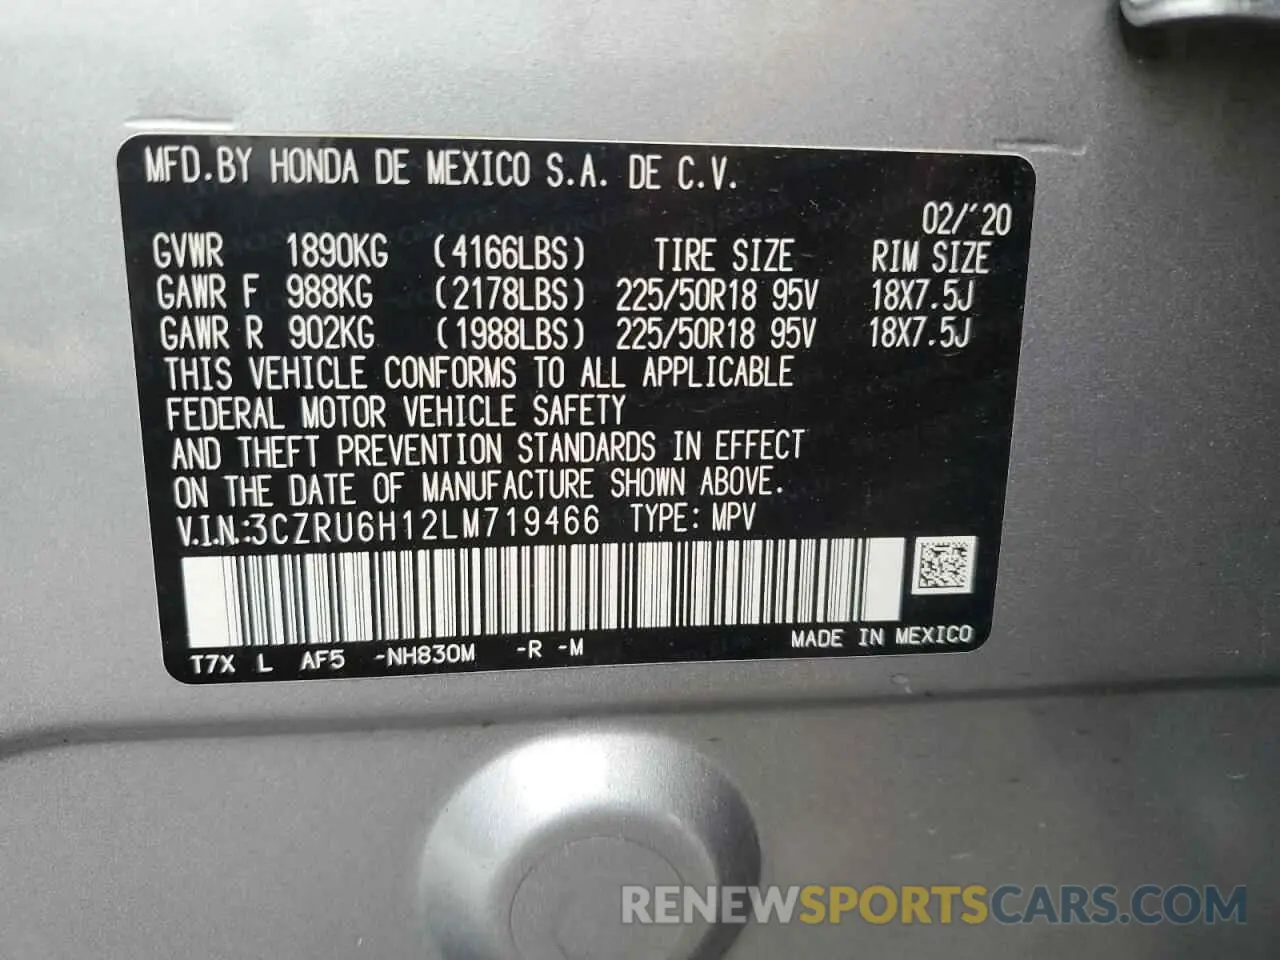 MFD.BY HONDA DE MEXICO S.A. DE C.V.
02/'20
GVWR 1890KG (4166LBS) TIRE SIZE RIM SIZE
GAWR F 988KG (2178LBS) 225/50R18 95V 18X7.5J
GAWR R 902KG (1988LBS) 225/50R18 95V 18X7.5J
THIS VEHICLE CONFORMS TO ALL APPLICABLE
FEDERAL MOTOR VEHICLE SAFETY
AND THEFT PREVENTION STANDARDS IN EFFECT
ON THE DATE OF MANUFACTURE SHOWN ABOVE.
V.I.N.:3CZRU6H12LM719466 TYPE: MPV
MADE IN MEXICO
T7X L AF5 -NH830M -R -M
RENEWSPORTSCARS.COM